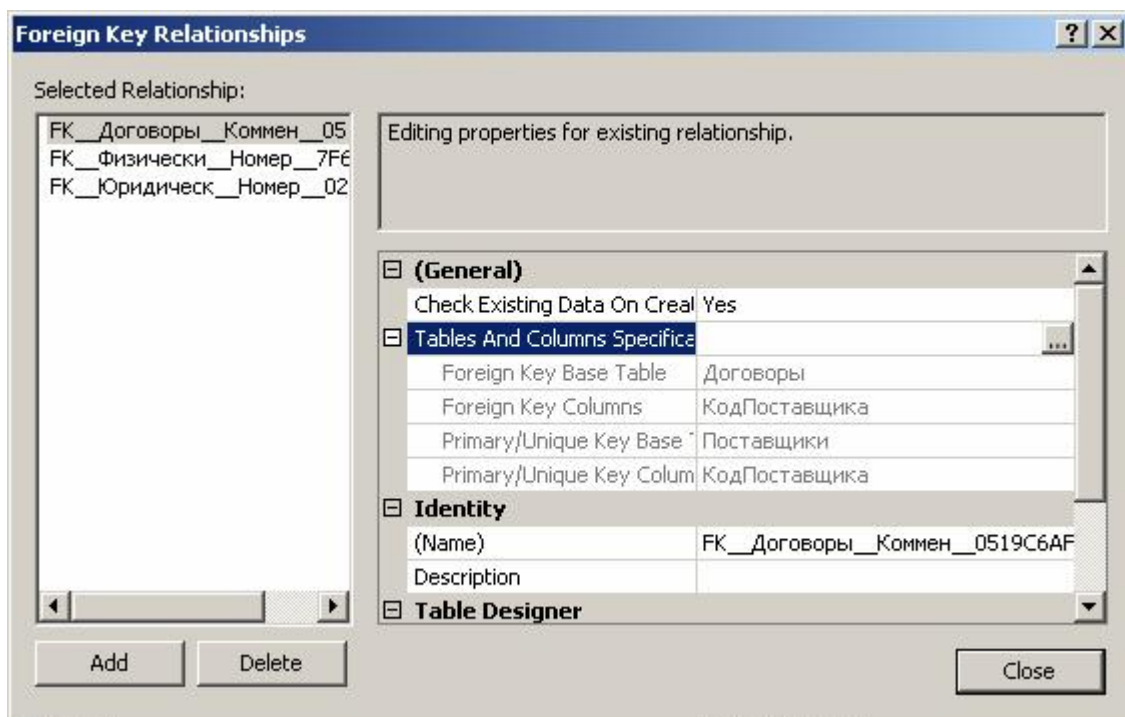 Foreign Key Relationships
Selected Relationship:
FK__Договоры__Коммен__05
FK__Физически__Номер__7F6
FK__Юридическ__Номер__02
Editing properties for existing relationship.
(General)
Check Existing Data On Creat Yes
Tables And Columns Specifica ...
Foreign Key Base Table Договоры
Foreign Key Columns КодПоставщика
Primary/Unique Key Base T Поставщики
Primary/Unique Key Colum КодПоставщика
Identity
(Name) FK__Договоры__Коммен__0519C6AF
Description
Table Designer
Add Delete Close